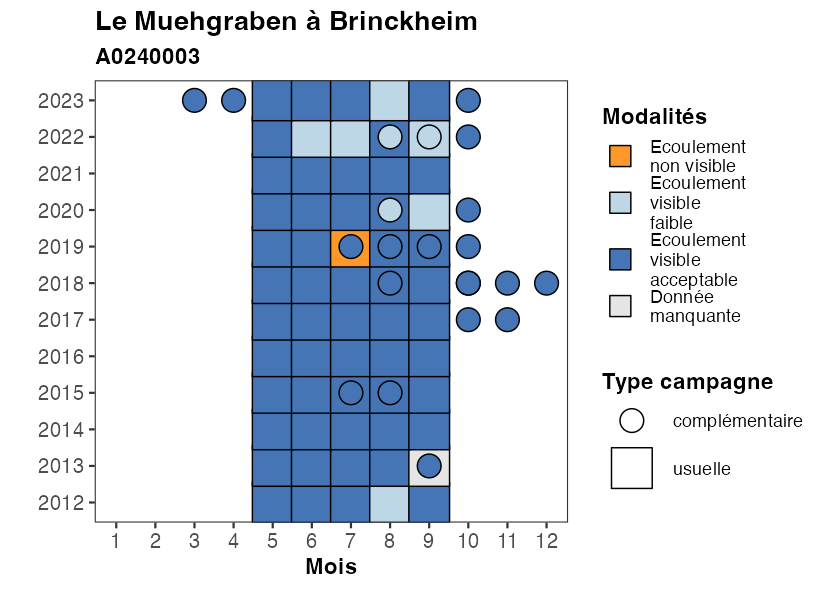 Le Muehgraben à Brinckheim
A0240003
2023
2022
2021
2020
2019
2018
2017
2016
2015
2014
2013
2012
1 2 3 4 5 6 7 8 9 10 11 12
Mois
Modalités
Ecoulement
non visible
Ecoulement
visible
faible
Ecoulement
visible
acceptable
Donnée
manquante
Type campagne
complémentaire
usuelle